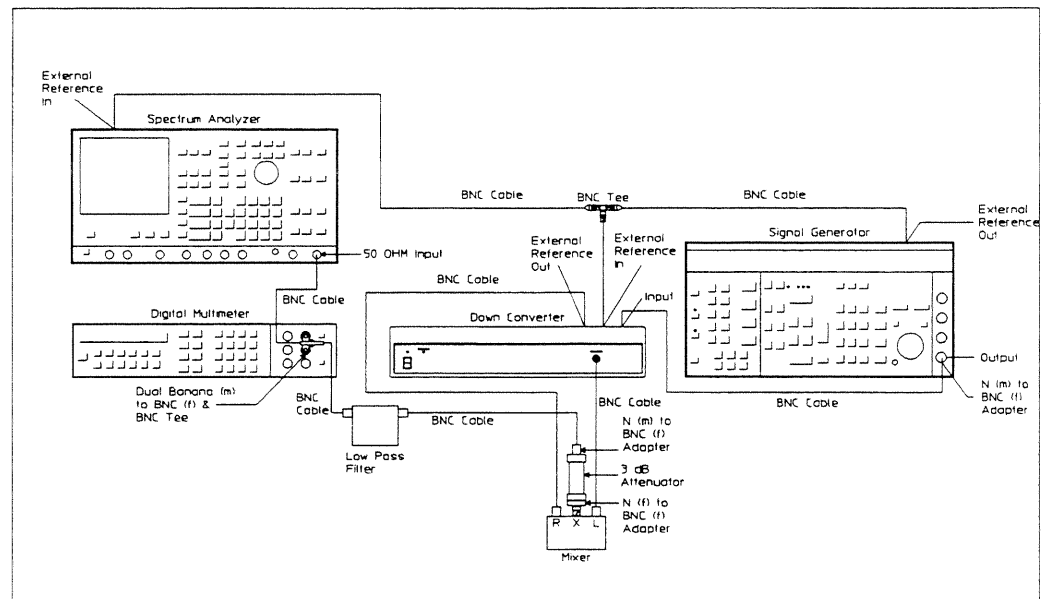 External
Reference
In
Spectrum Analyzer
BNC Cable
BNC Tee
BNC Cable
External
Reference
Out
Signal Generator
50 OHM Input
External
Reference
Out
External
Reference
In
BNC Cable
BNC Cable
Input
Digital Multimeter
Down Converter
Output
Dual Banana (m)
to BNC (f) &
BNC Tee
BNC
Cable
BNC Cable
BNC Cable
BNC Cable
N (m) to
BNC (f)
Adapter
N (m) to
BNC (f)
Adapter
Low Pass
Filter
3 dB
Attenuator
N (f) to
BNC (f)
Adapter
R X L
Mixer